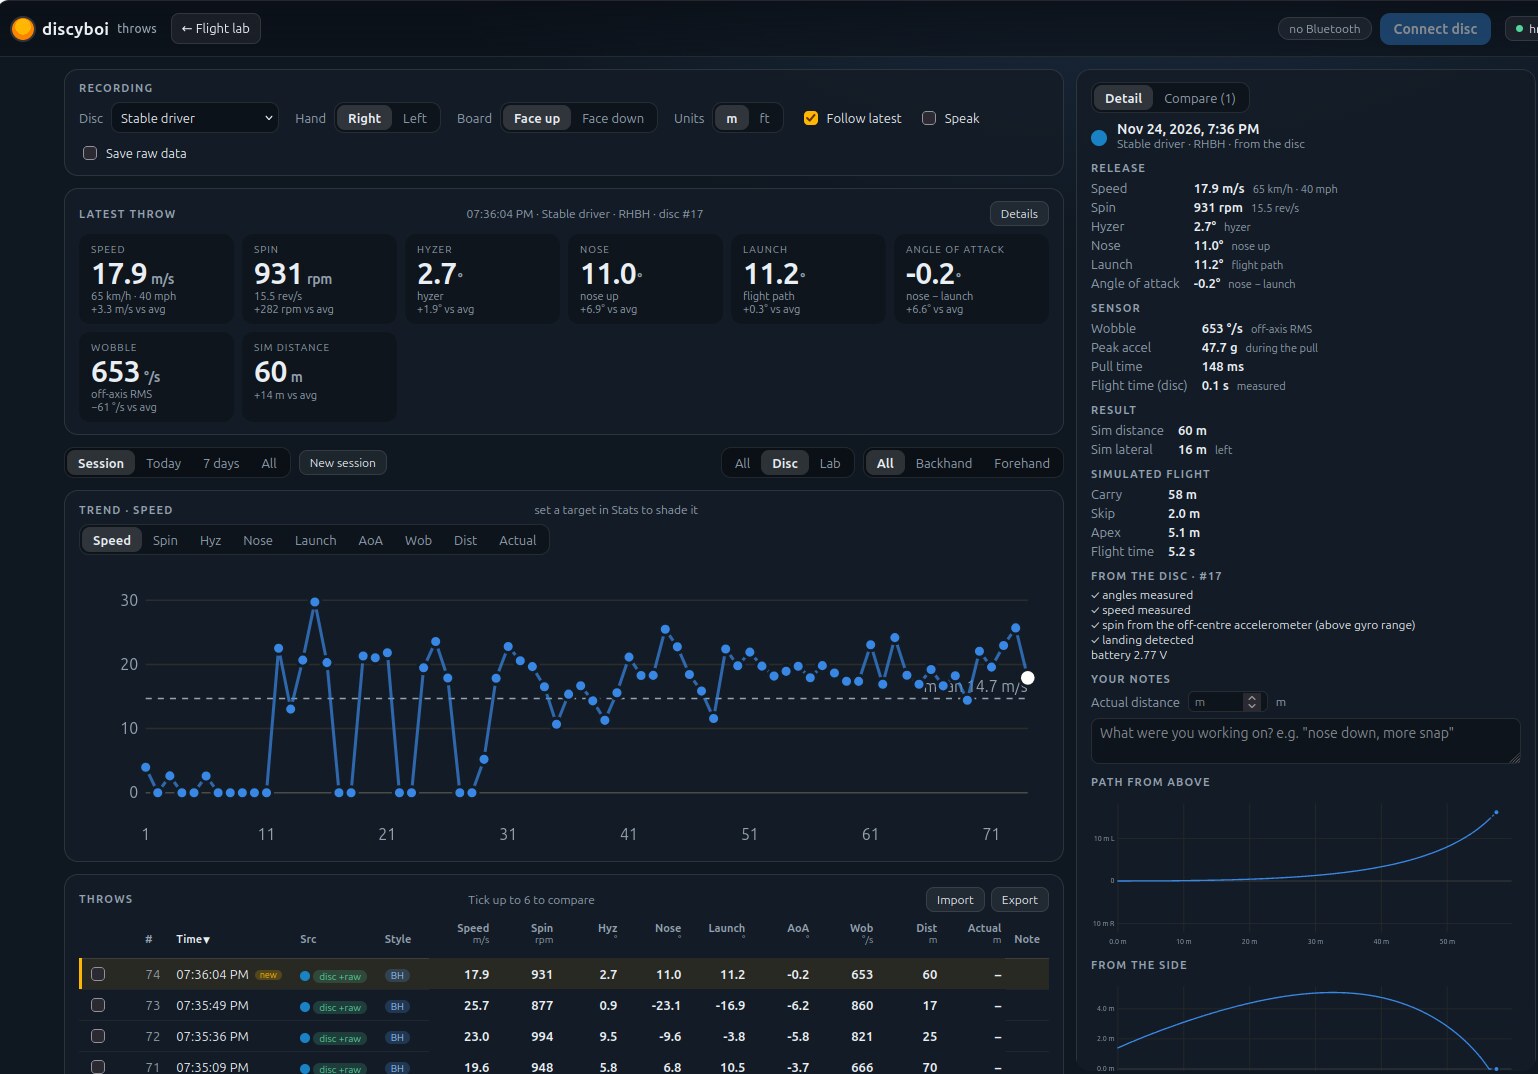 discyboi throws ← Flight lab no Bluetooth Connect disc
RECORDING
Disc Stable driver Hand Right Left Board Face up Face down Units m ft Follow latest Speak
Save raw data
LATEST THROW 07:36:04 PM · Stable driver · RHBH · disc #17 Details
SPEED SPIN HYZER NOSE LAUNCH ANGLE OF ATTACK
17.9 m/s 931 rpm 2.7° 11.0° 11.2° -0.2°
65 km/h · 40 mph 15.5 rev/s hyzer nose up flight path nose − launch
+3.3 m/s vs avg +282 rpm vs avg +1.9° vs avg +6.9° vs avg +0.3° vs avg +6.6° vs avg
WOBBLE SIM DISTANCE
653 °/s 60 m
off-axis RMS +14 m vs avg
−61 °/s vs avg
Session Today 7 days All New session All Disc Lab All Backhand Forehand
TREND · SPEED set a target in Stats to shade it
Speed Spin Hyz Nose Launch AoA Wob Dist Actual
30
20
14.7 m/s
10
0
1 11 21 31 41 51 61 71
THROWS Tick up to 6 to compare Import Export
# Time▾ Src Style Speed m/s Spin rpm Hyz ° Nose ° Launch ° AoA ° Wob °/s Dist m Actual m Note
74 07:36:04 PM new disc +raw BH 17.9 931 2.7 11.0 11.2 -0.2 653 60 –
73 07:35:49 PM disc +raw BH 25.7 877 0.9 -23.1 -16.9 -6.2 860 17 –
72 07:35:36 PM disc +raw BH 23.0 994 9.5 -9.6 -3.8 -5.8 821 25 –
71 07:35:09 PM disc +raw BH 19.6 948 5.8 6.8 10.5 -3.7 666 70 –
Detail Compare (1)
Nov 24, 2026, 7:36 PM
Stable driver · RHBH · from the disc
RELEASE
Speed 17.9 m/s 65 km/h · 40 mph
Spin 931 rpm 15.5 rev/s
Hyzer 2.7° hyzer
Nose 11.0° nose up
Launch 11.2° flight path
Angle of attack -0.2° nose − launch
SENSOR
Wobble 653 °/s off-axis RMS
Peak accel 47.7 g during the pull
Pull time 148 ms
Flight time (disc) 0.1 s measured
RESULT
Sim distance 60 m
Sim lateral 16 m left
SIMULATED FLIGHT
Carry 58 m
Skip 2.0 m
Apex 5.1 m
Flight time 5.2 s
FROM THE DISC · #17
✓ angles measured
✓ speed measured
✓ spin from the off-centre accelerometer (above gyro range)
✓ landing detected
battery 2.77 V
YOUR NOTES
Actual distance m m
What were you working on? e.g. "nose down, more snap"
PATH FROM ABOVE
10 m L
0
10 m R
0.0 m 10 m 20 m 30 m 40 m 50 m
FROM THE SIDE
4.0 m
2.0 m
0.0 m